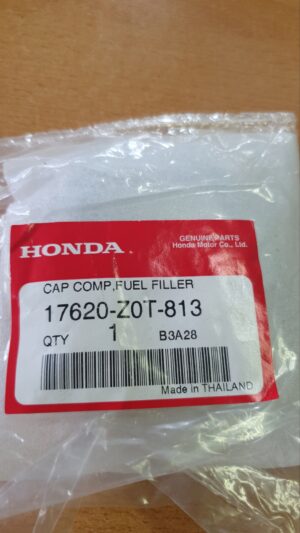 GENUINE PARTS
Honda Motor Co., Ltd.
HONDA
CAP COMP,FUEL FILLER
17620-Z0T-813
QTY 1 B3A28
Made in THAILAND